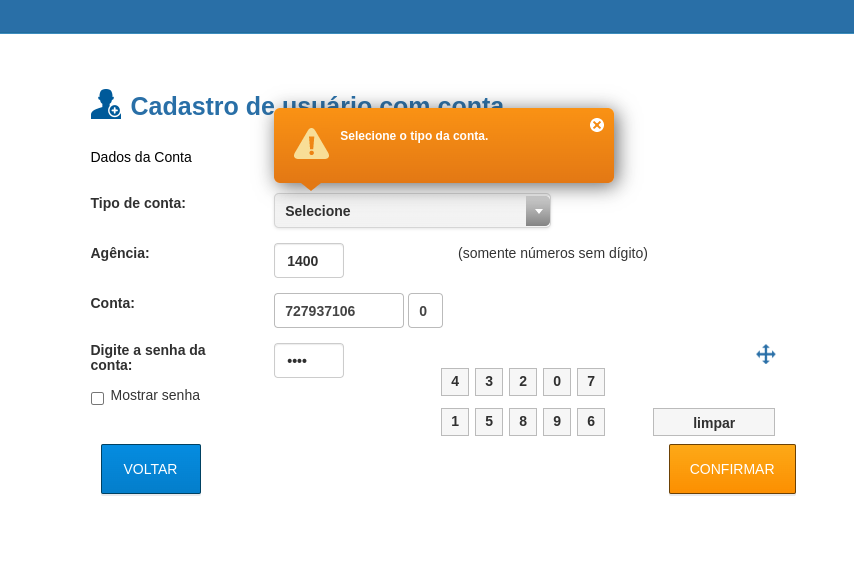 Cadastro de usuário com conta
Selecione o tipo da conta.
Dados da Conta
Tipo de conta:
Selecione
Agência:
1400
(somente números sem dígito)
Conta:
727937106 0
Digite a senha da
conta:
••••
Mostrar senha
4 3 2 0 7
1 5 8 9 6
limpar
VOLTAR
CONFIRMAR